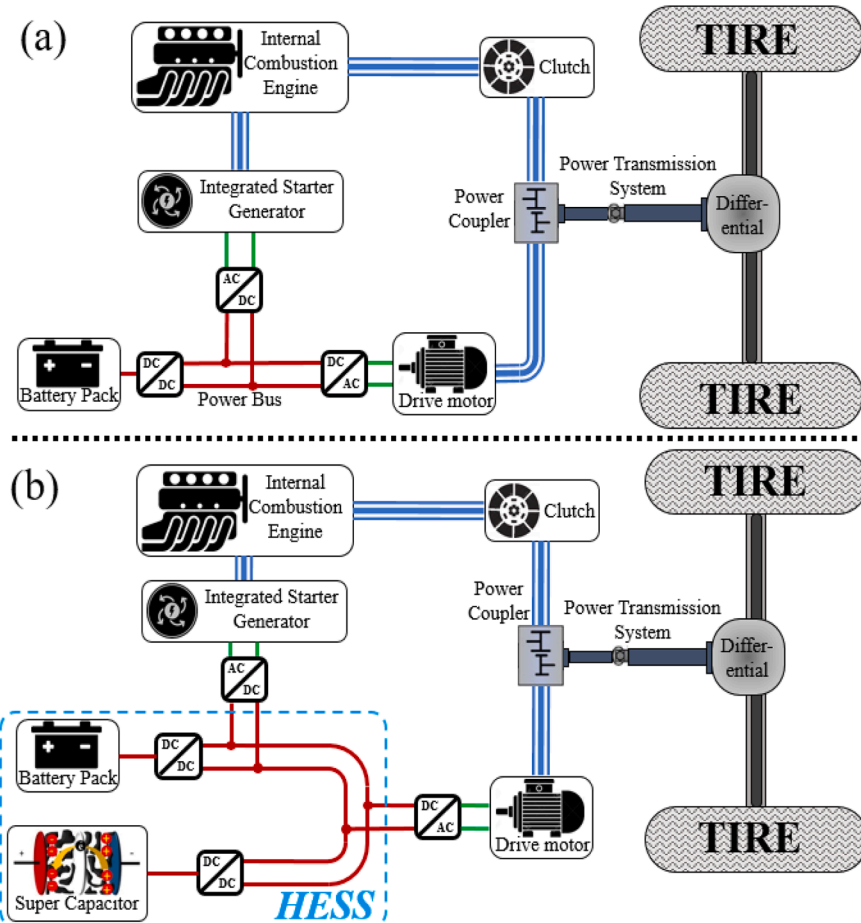 (a)
Internal
Combustion
Engine
Clutch
TIRE
Integrated Starter
Generator
Power
Coupler
Power Transmission
System
Differ-
ential
AC
DC
DC
DC
DC
AC
+ -
Battery Pack
Power Bus
Drive motor
TIRE
(b)
Internal
Combustion
Engine
Clutch
TIRE
Integrated Starter
Generator
Power
Coupler
Power Transmission
System
Differ-
ential
AC
DC
+ -
Battery Pack
DC
DC
DC
AC
Drive motor
TIRE
+ -
Super Capacitor
DC
DC
HESS